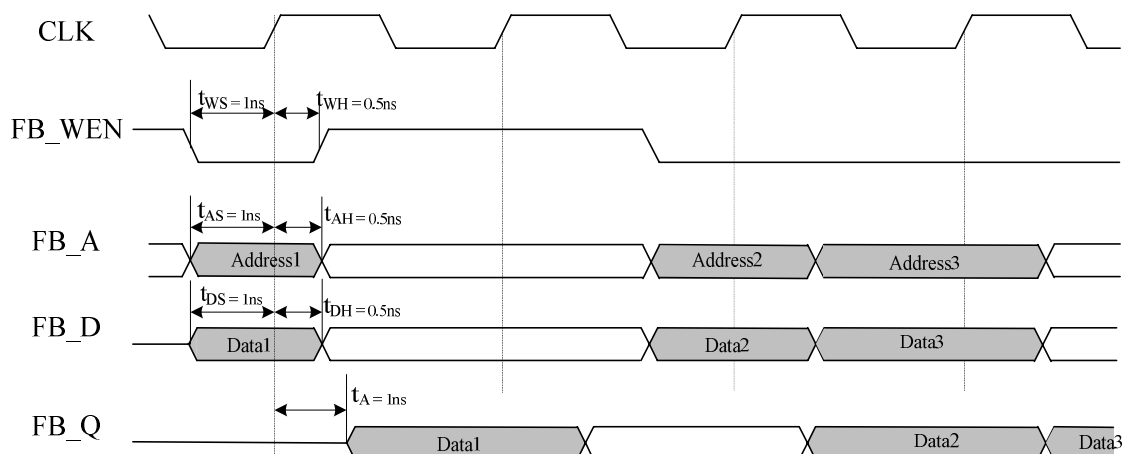 CLK
tWS = 1ns tWH = 0.5ns
FB_WEN
tAS = 1ns tAH = 0.5ns
FB_A Address1 Address2 Address3
tDS = 1ns tDH = 0.5ns
FB_D Data1 Data2 Data3
tA = 1ns
FB_Q Data1 Data2 Data3